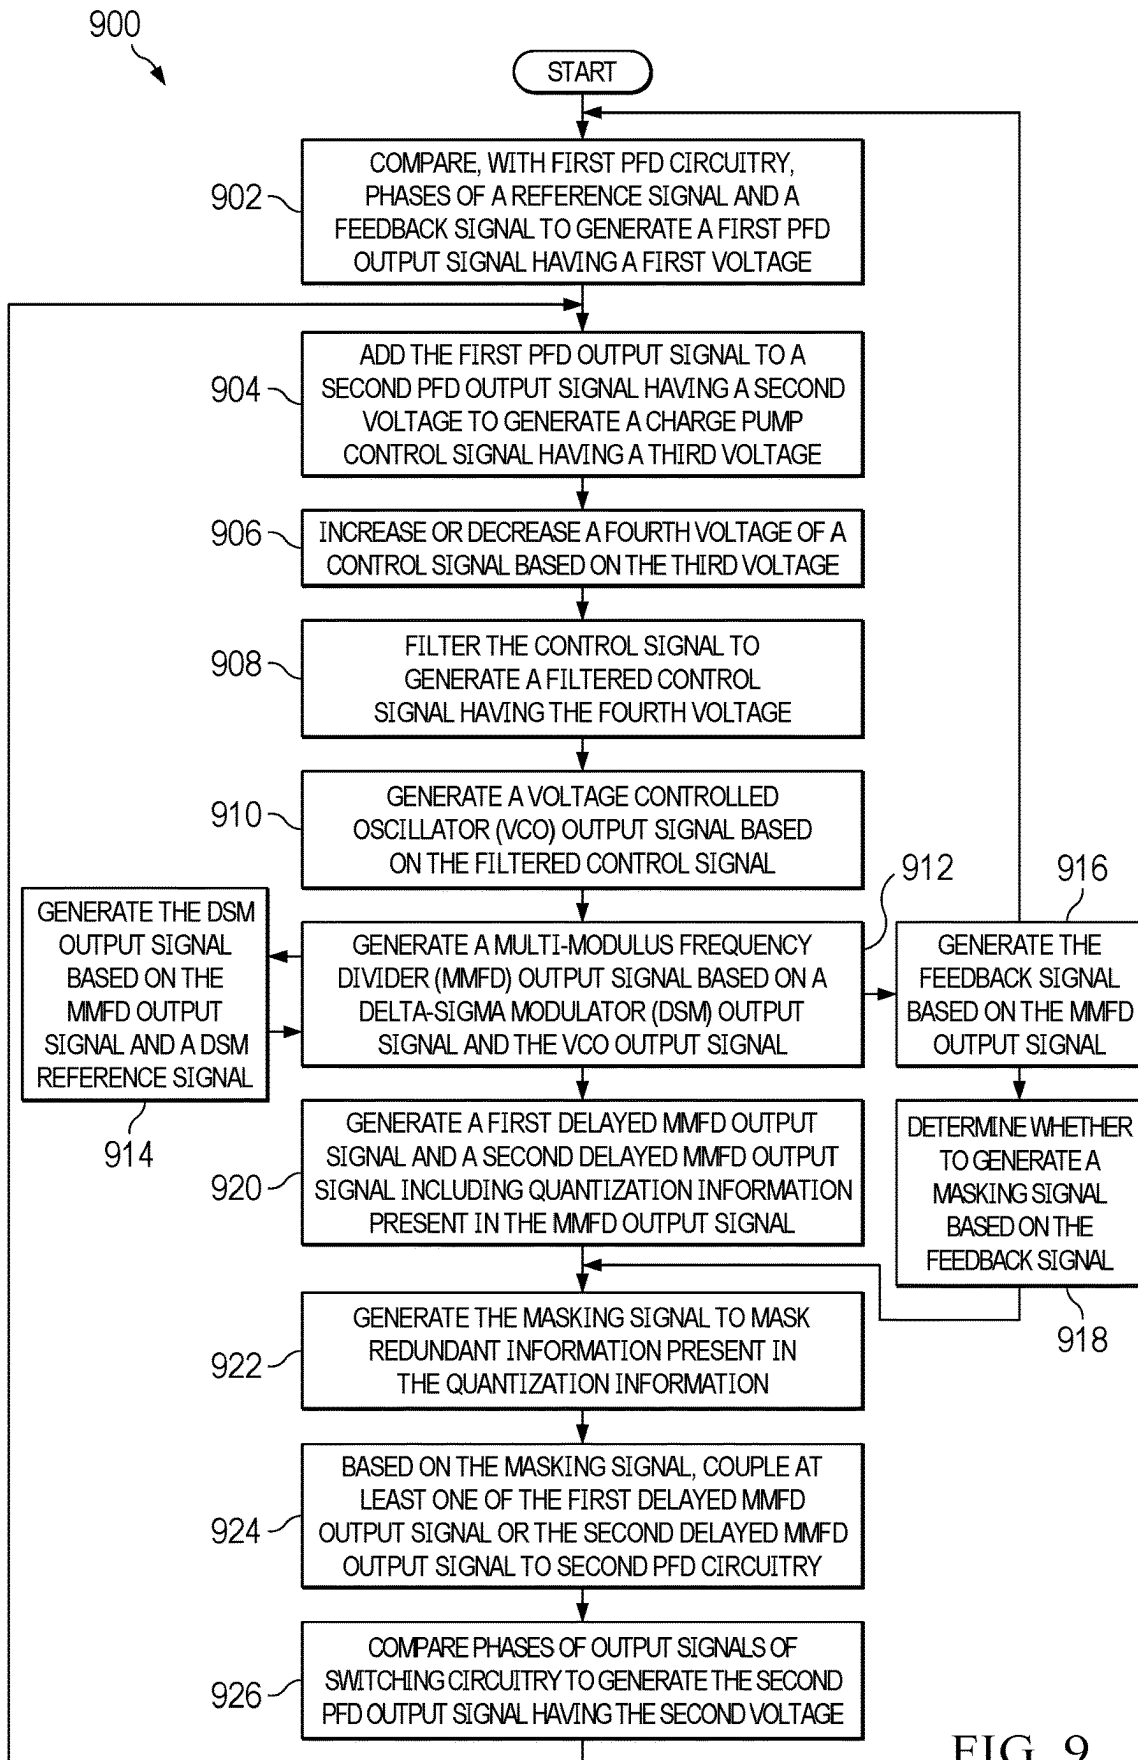 900
START
COMPARE, WITH FIRST PFD CIRCUITRY,
PHASES OF A REFERENCE SIGNAL AND A
FEEDBACK SIGNAL TO GENERATE A FIRST PFD
OUTPUT SIGNAL HAVING A FIRST VOLTAGE
902
ADD THE FIRST PFD OUTPUT SIGNAL TO A
SECOND PFD OUTPUT SIGNAL HAVING A SECOND
VOLTAGE TO GENERATE A CHARGE PUMP
CONTROL SIGNAL HAVING A THIRD VOLTAGE
904
INCREASE OR DECREASE A FOURTH VOLTAGE OF A
CONTROL SIGNAL BASED ON THE THIRD VOLTAGE
906
FILTER THE CONTROL SIGNAL TO
GENERATE A FILTERED CONTROL
SIGNAL HAVING THE FOURTH VOLTAGE
908
GENERATE A VOLTAGE CONTROLLED
OSCILLATOR (VCO) OUTPUT SIGNAL BASED
ON THE FILTERED CONTROL SIGNAL
910
GENERATE A MULTI-MODULUS FREQUENCY
DIVIDER (MMFD) OUTPUT SIGNAL BASED ON A
DELTA-SIGMA MODULATOR (DSM) OUTPUT
SIGNAL AND THE VCO OUTPUT SIGNAL
912
GENERATE THE DSM
OUTPUT SIGNAL
BASED ON THE
MMFD OUTPUT
SIGNAL AND A DSM
REFERENCE SIGNAL
914
GENERATE THE
FEEDBACK SIGNAL
BASED ON THE MMFD
OUTPUT SIGNAL
916
DETERMINE WHETHER
TO GENERATE A
MASKING SIGNAL
BASED ON THE
FEEDBACK SIGNAL
918
GENERATE A FIRST DELAYED MMFD OUTPUT
SIGNAL AND A SECOND DELAYED MMFD OUTPUT
SIGNAL INCLUDING QUANTIZATION INFORMATION
PRESENT IN THE MMFD OUTPUT SIGNAL
920
GENERATE THE MASKING SIGNAL TO MASK
REDUNDANT INFORMATION PRESENT IN
THE QUANTIZATION INFORMATION
922
BASED ON THE MASKING SIGNAL, COUPLE AT
LEAST ONE OF THE FIRST DELAYED MMFD
OUTPUT SIGNAL OR THE SECOND DELAYED MMFD
OUTPUT SIGNAL TO SECOND PFD CIRCUITRY
924
COMPARE PHASES OF OUTPUT SIGNALS OF
SWITCHING CIRCUITRY TO GENERATE THE SECOND
PFD OUTPUT SIGNAL HAVING THE SECOND VOLTAGE
926
FIG. 9